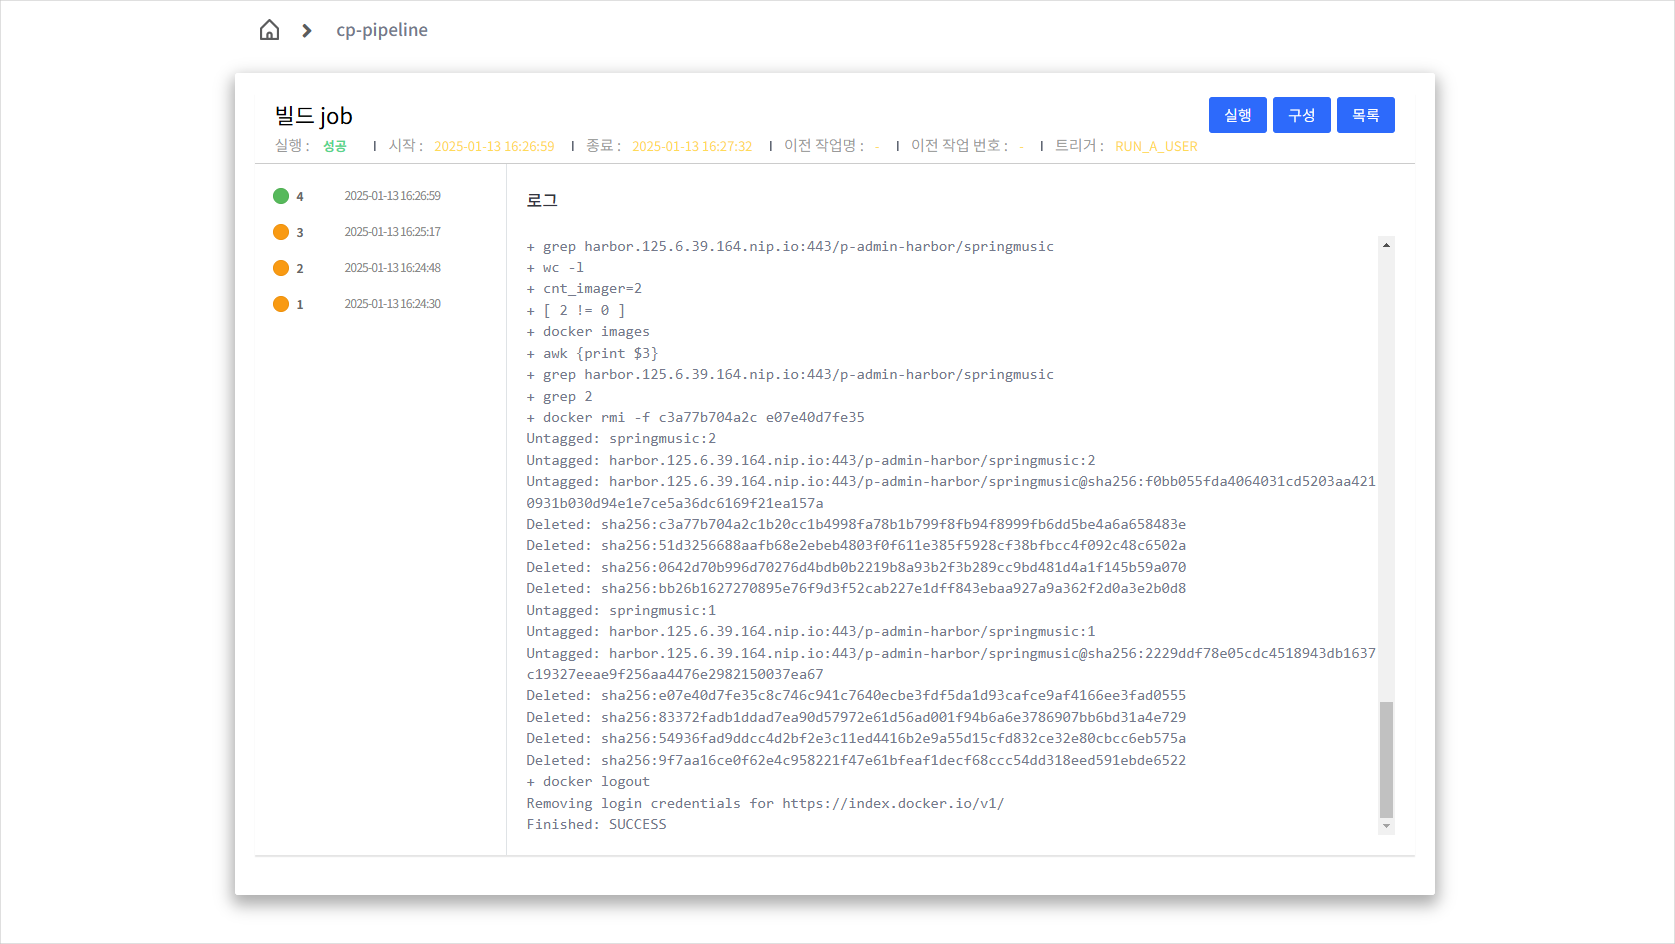 cp-pipeline
빌드 job
실행 구성 목록
실행 : 성공 I 시작 : 2025-01-13 16:26:59 I 종료 : 2025-01-13 16:27:32 I 이전 작업명 : - I 이전 작업 번호 : - I 트리거 : RUN_A_USER
4 2025-01-13 16:26:59
3 2025-01-13 16:25:17
2 2025-01-13 16:24:48
1 2025-01-13 16:24:30
로그
+ grep harbor.125.6.39.164.nip.io:443/p-admin-harbor/springmusic
+ wc -l
+ cnt_imager=2
+ [ 2 != 0 ]
+ docker images
+ awk {print $3}
+ grep harbor.125.6.39.164.nip.io:443/p-admin-harbor/springmusic
+ grep 2
+ docker rmi -f c3a77b704a2c e07e40d7fe35
Untagged: springmusic:2
Untagged: harbor.125.6.39.164.nip.io:443/p-admin-harbor/springmusic:2
Untagged: harbor.125.6.39.164.nip.io:443/p-admin-harbor/springmusic@sha256:f0bb055fda4064031cd5203aa421
0931b030d94e1e7ce5a36dc6169f21ea157a
Deleted: sha256:c3a77b704a2c1b20cc1b4998fa78b1b799f8fb94f8999fb6dd5be4a6a658483e
Deleted: sha256:51d3256688aafb68e2ebeb4803f0f611e385f5928cf38bfbcc4f092c48c6502a
Deleted: sha256:0642d70b996d70276d4bdb0b2219b8a93b2f3b289cc9bd481d4a1f145b59a070
Deleted: sha256:bb26b1627270895e76f9d3f52cab227e1dff843ebaa927a9a362f2d0a3e2b0d8
Untagged: springmusic:1
Untagged: harbor.125.6.39.164.nip.io:443/p-admin-harbor/springmusic:1
Untagged: harbor.125.6.39.164.nip.io:443/p-admin-harbor/springmusic@sha256:2229ddf78e05cdc4518943db1637
c19327eeae9f256aa4476e2982150037ea67
Deleted: sha256:e07e40d7fe35c8c746c941c7640ecbe3fdf5da1d93cafce9af4166ee3fad0555
Deleted: sha256:83372fadb1ddad7ea90d57972e61d56ad001f94b6a6e3786907bb6bd31a4e729
Deleted: sha256:54936fad9ddcc4d2bf2e3c11ed4416b2e9a55d15cfd832ce32e80cbcc6eb575a
Deleted: sha256:9f7aa16ce0f62e4c958221f47e61bfeaf1decf68ccc54dd318eed591ebde6522
+ docker logout
Removing login credentials for https://index.docker.io/v1/
Finished: SUCCESS